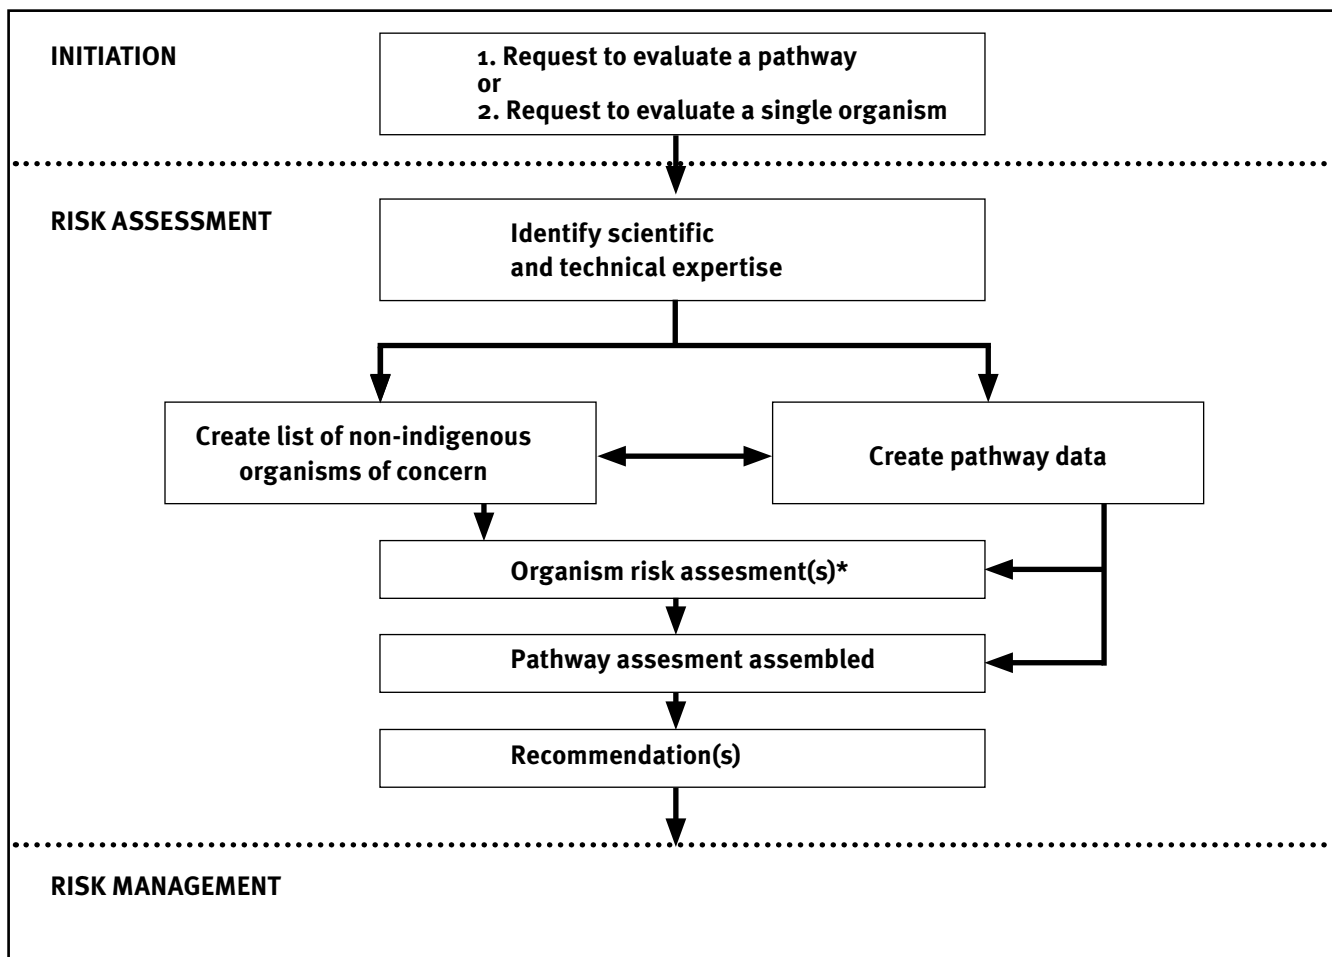 INITIATION
1. Request to evaluate a pathway
or
2. Request to evaluate a single organism
RISK ASSESSMENT
Identify scientific
and technical expertise
Create list of non-indigenous
organisms of concern
Create pathway data
Organism risk assesment(s)*
Pathway assesment assembled
Recommendation(s)
RISK MANAGEMENT